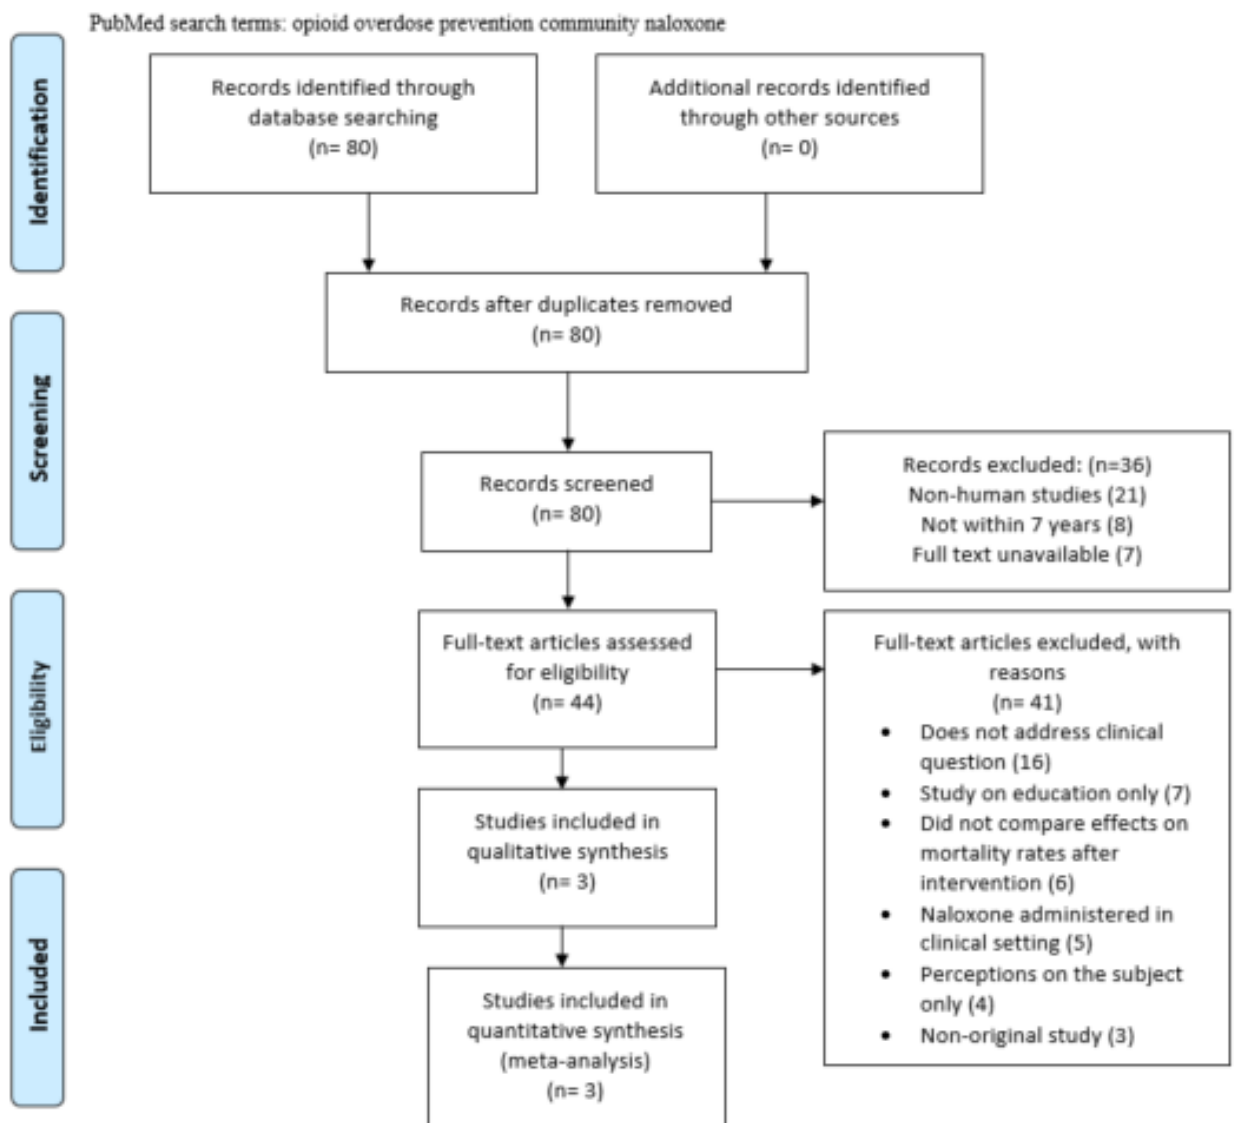 PubMed search terms: opioid overdose prevention community naloxone
Identification
Records identified through
database searching
(n= 80)
Additional records identified
through other sources
(n= 0)
Records after duplicates removed
(n= 80)
Screening
Records screened
(n= 80)
Records excluded: (n=36)
Non-human studies (21)
Not within 7 years (8)
Full text unavailable (7)
Eligibility
Full-text articles assessed
for eligibility
(n= 44)
Full-text articles excluded, with
reasons
(n= 41)
• Does not address clinical
question (16)
• Study on education only (7)
• Did not compare effects on
mortality rates after
intervention (6)
• Naloxone administered in
clinical setting (5)
• Perceptions on the subject
only (4)
• Non-original study (3)
Studies included in
qualitative synthesis
(n= 3)
Included
Studies included in
quantitative synthesis
(meta-analysis)
(n= 3)